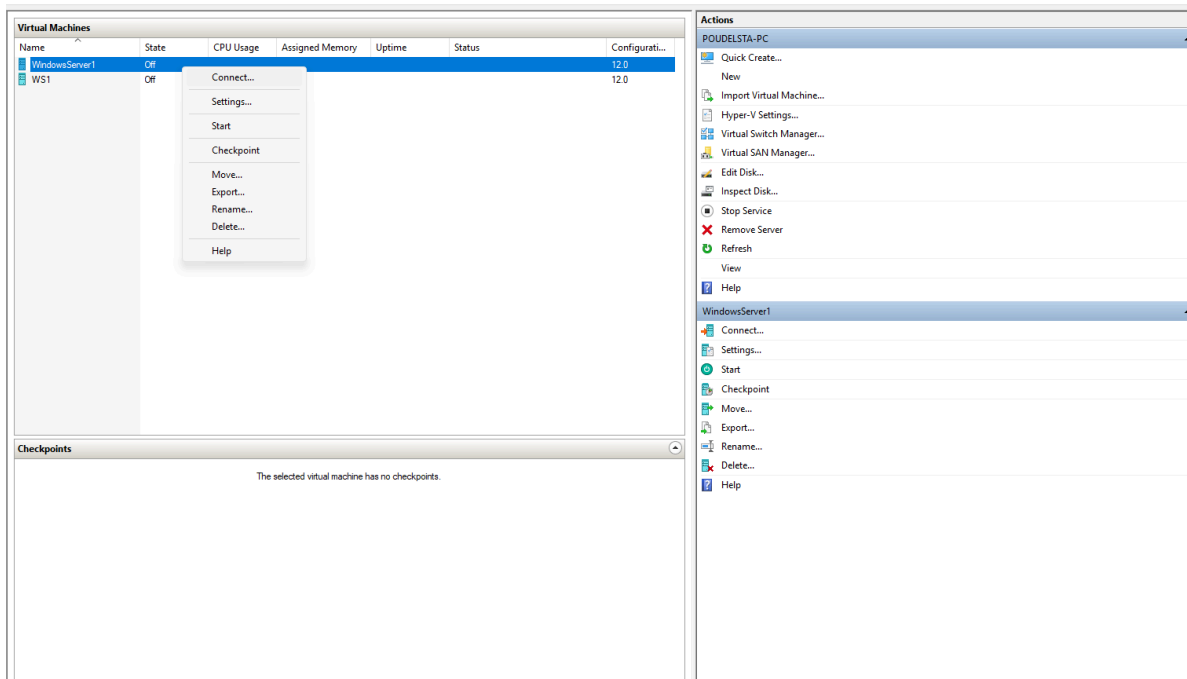 Virtual Machines
Name State CPU Usage Assigned Memory Uptime Status Configurati...
WindowsServer1 Off 12.0
WS1 Off 12.0
Connect...
Settings...
Start
Checkpoint
Move...
Export...
Rename...
Delete...
Help
Checkpoints
The selected virtual machine has no checkpoints.
Actions
POUDELSTA-PC
Quick Create...
New
Import Virtual Machine...
Hyper-V Settings...
Virtual Switch Manager...
Virtual SAN Manager...
Edit Disk...
Inspect Disk...
Stop Service
Remove Server
Refresh
View
Help
WindowsServer1
Connect...
Settings...
Start
Checkpoint
Move...
Export...
Rename...
Delete...
Help